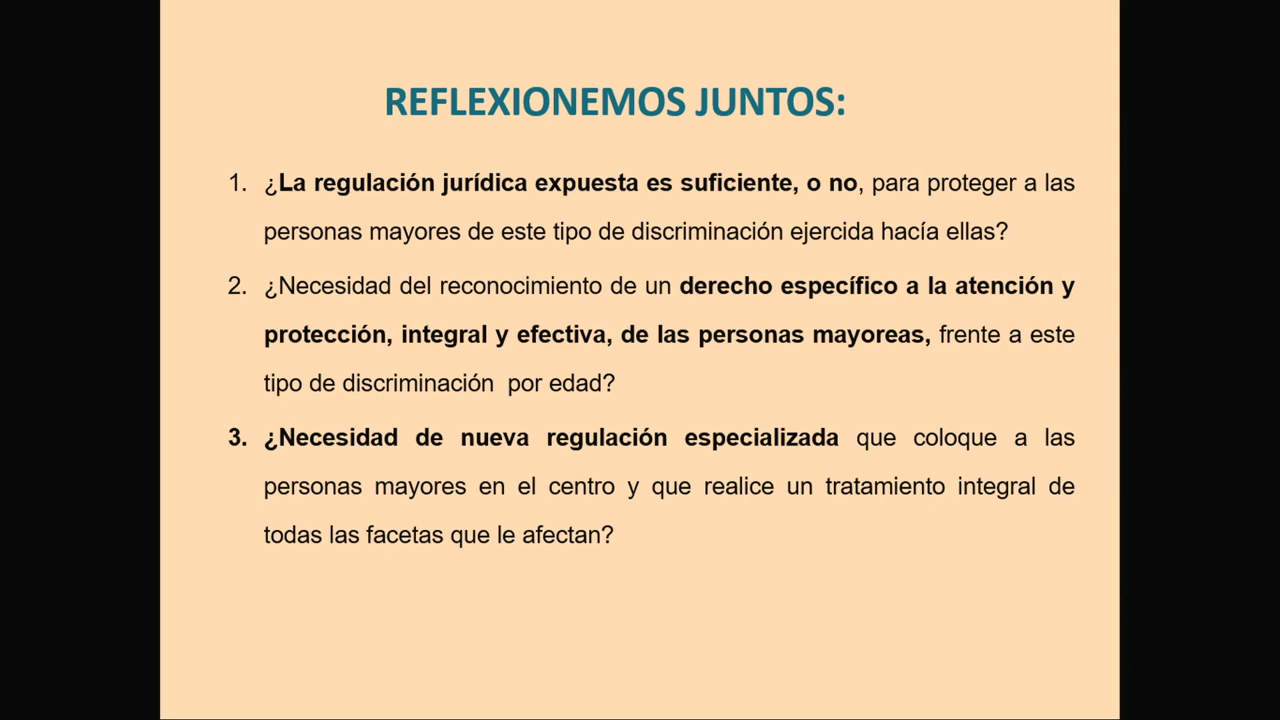 REFLEXIONEMOS JUNTOS:
1. ¿La regulación jurídica expuesta es suficiente, o no, para proteger a las
personas mayores de este tipo de discriminación ejercida hacía ellas?
2. ¿Necesidad del reconocimiento de un derecho específico a la atención y
protección, integral y efectiva, de las personas mayoreas, frente a este
tipo de discriminación por edad?
3. ¿Necesidad de nueva regulación especializada que coloque a las
personas mayores en el centro y que realice un tratamiento integral de
todas las facetas que le afectan?